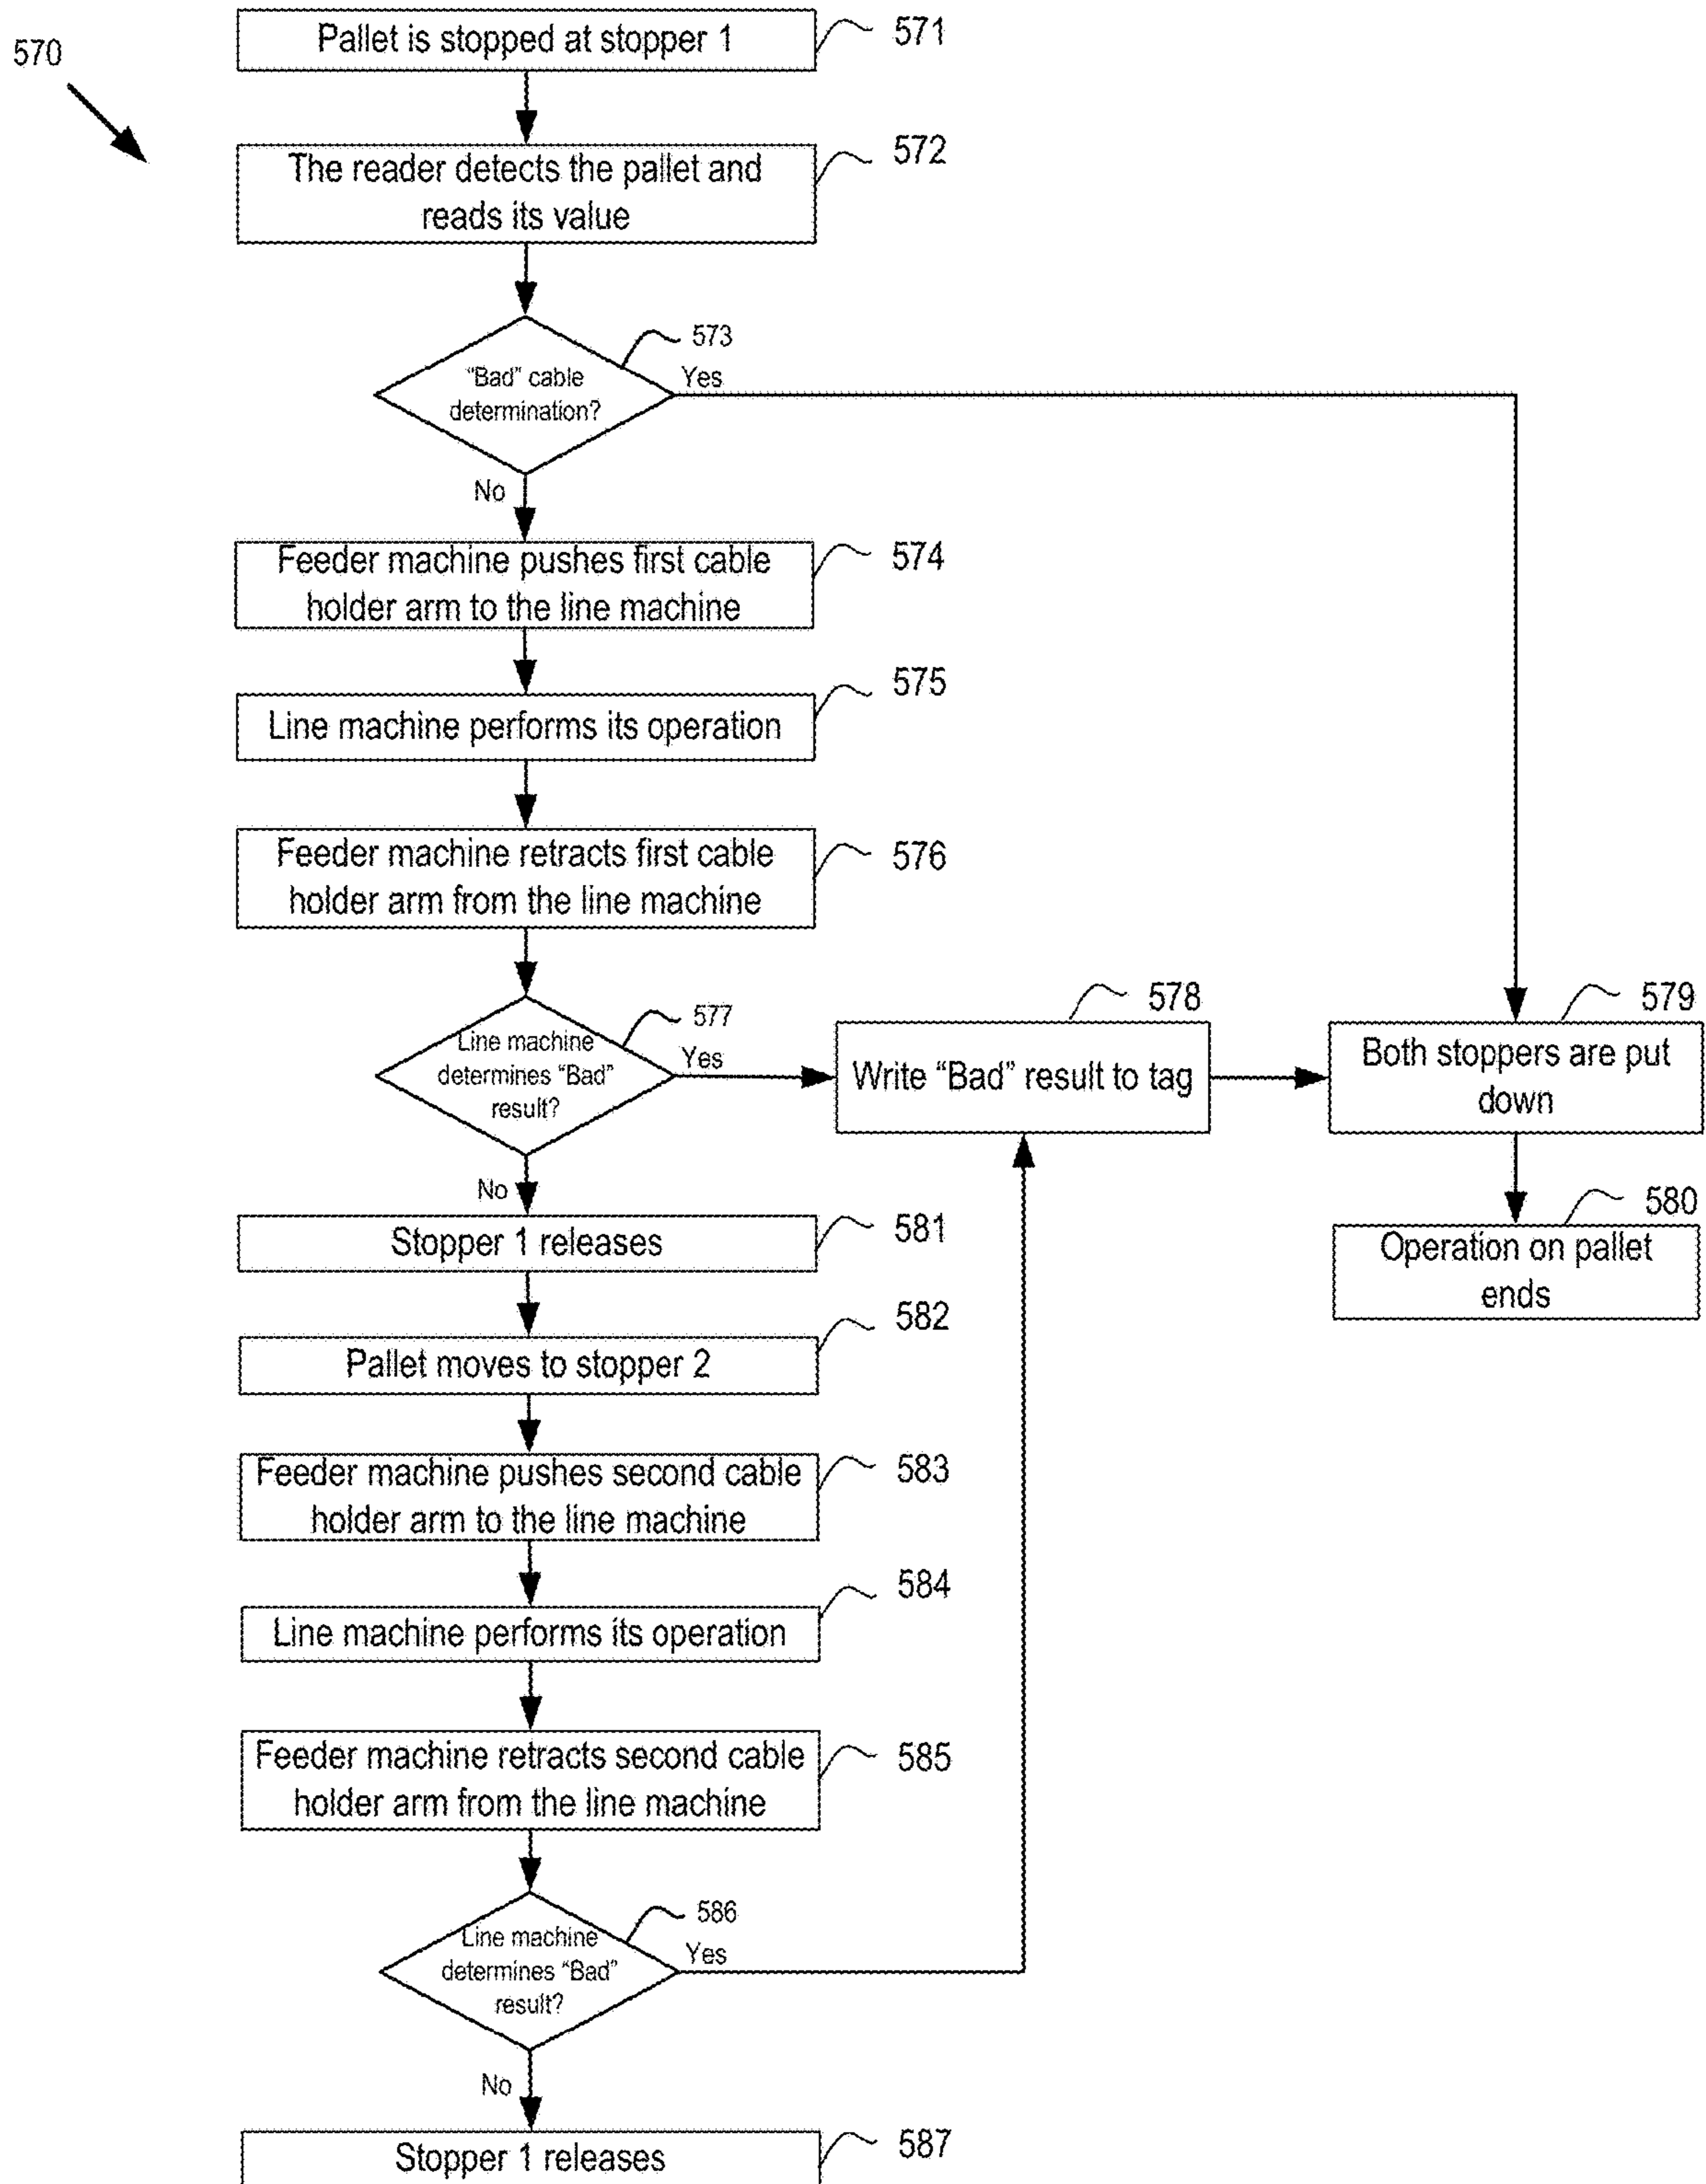 570
Pallet is stopped at stopper 1
571
The reader detects the pallet and
reads its value
572
"Bad" cable
determination?
573
Yes
No
Feeder machine pushes first cable
holder arm to the line machine
574
Line machine performs its operation
575
Feeder machine retracts first cable
holder arm from the line machine
576
Line machine
determines "Bad"
result?
577
Yes
No
Write "Bad" result to tag
578
Both stoppers are put
down
579
Operation on pallet
ends
580
Stopper 1 releases
581
Pallet moves to stopper 2
582
Feeder machine pushes second cable
holder arm to the line machine
583
Line machine performs its operation
584
Feeder machine retracts second cable
holder arm from the line machine
585
Line machine
determines "Bad"
result?
586
Yes
No
Stopper 1 releases
587